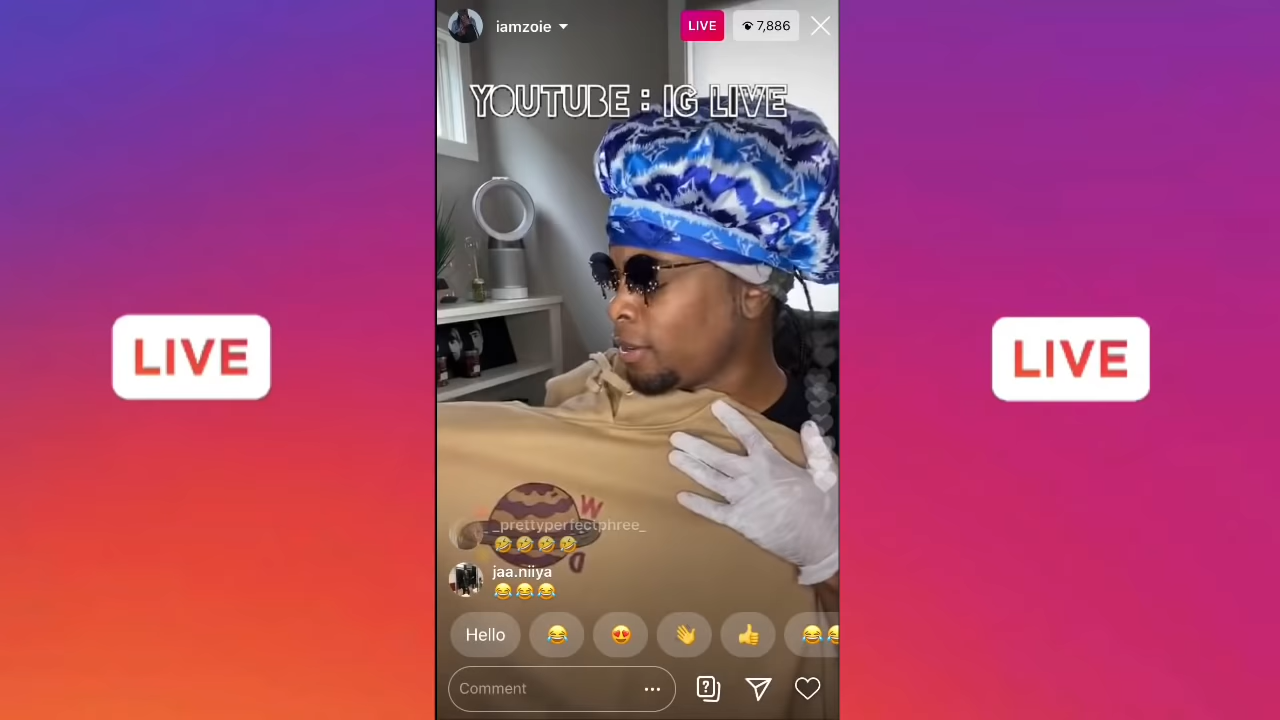 iamzoie
LIVE
7,886
YOUTUBE : IG LIVE
LIVE
LIVE
W
D
_prettyperfectphree_
jaa.niiya
Hello
Comment